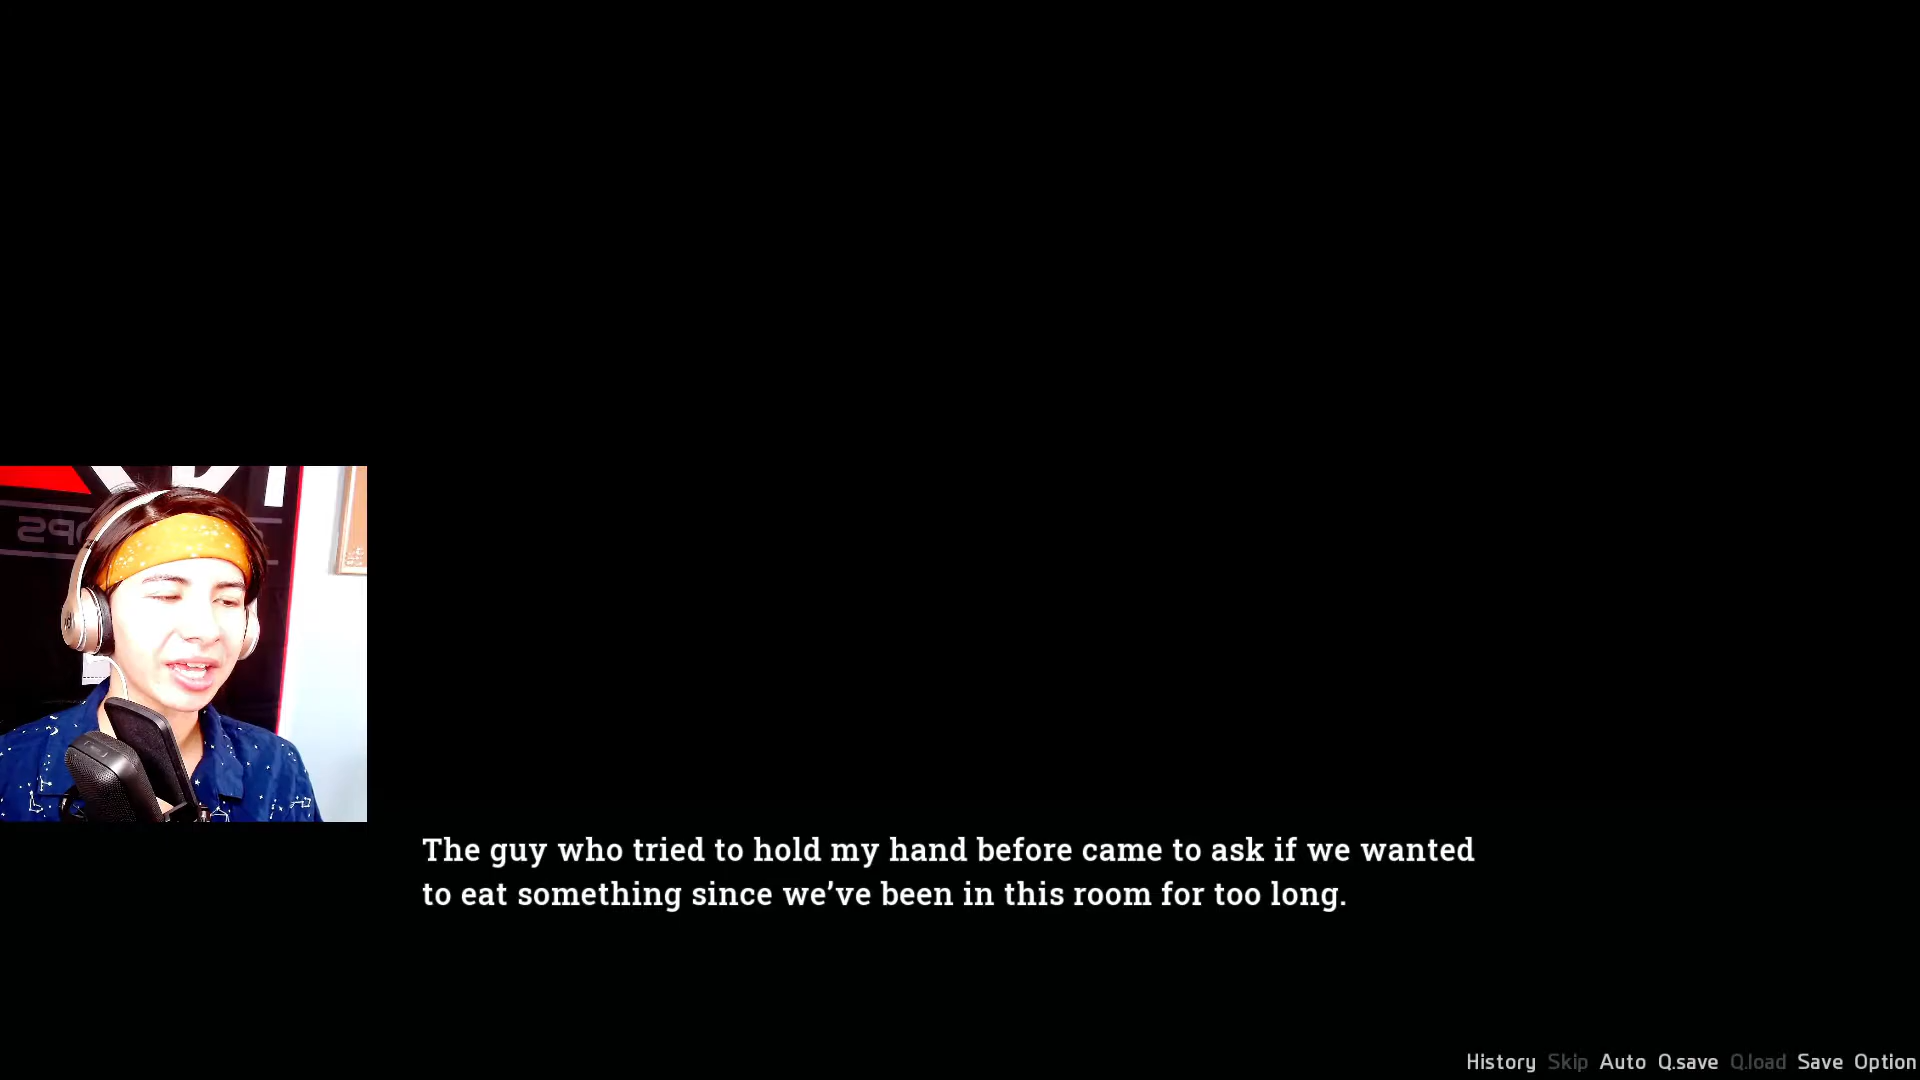 The guy who tried to hold my hand before came to ask if we wanted
to eat something since we’ve been in this room for too long.
History Skip Auto Q.save Q.load Save Option